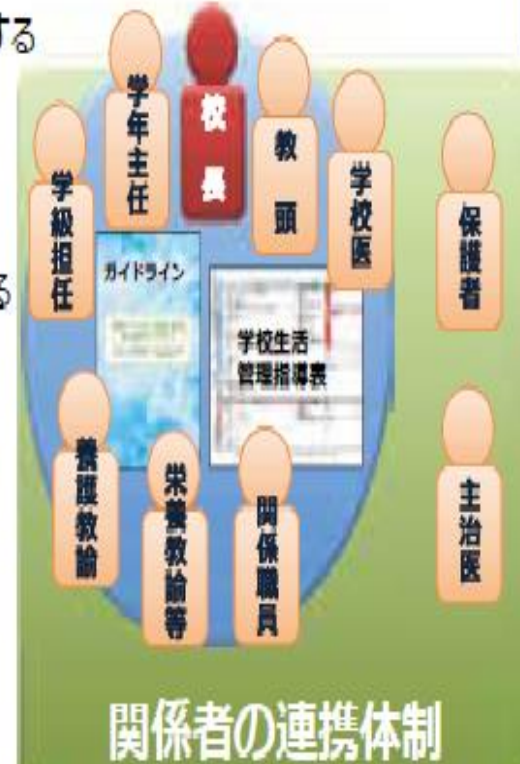 する
る
学年主任
校長
教頭
学級担任
学校医
保護者
ガイドライン
学校生活
管理指導表
養護教諭
栄養教諭等
関係職員
主治医
関係者の連携体制